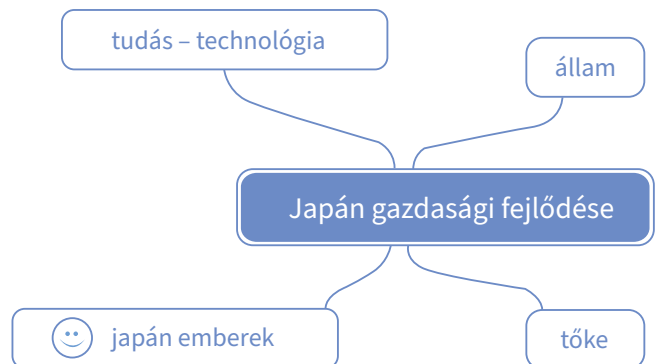 tudás – technológia
állam
Japán gazdasági fejlődése
japán emberek
tőke